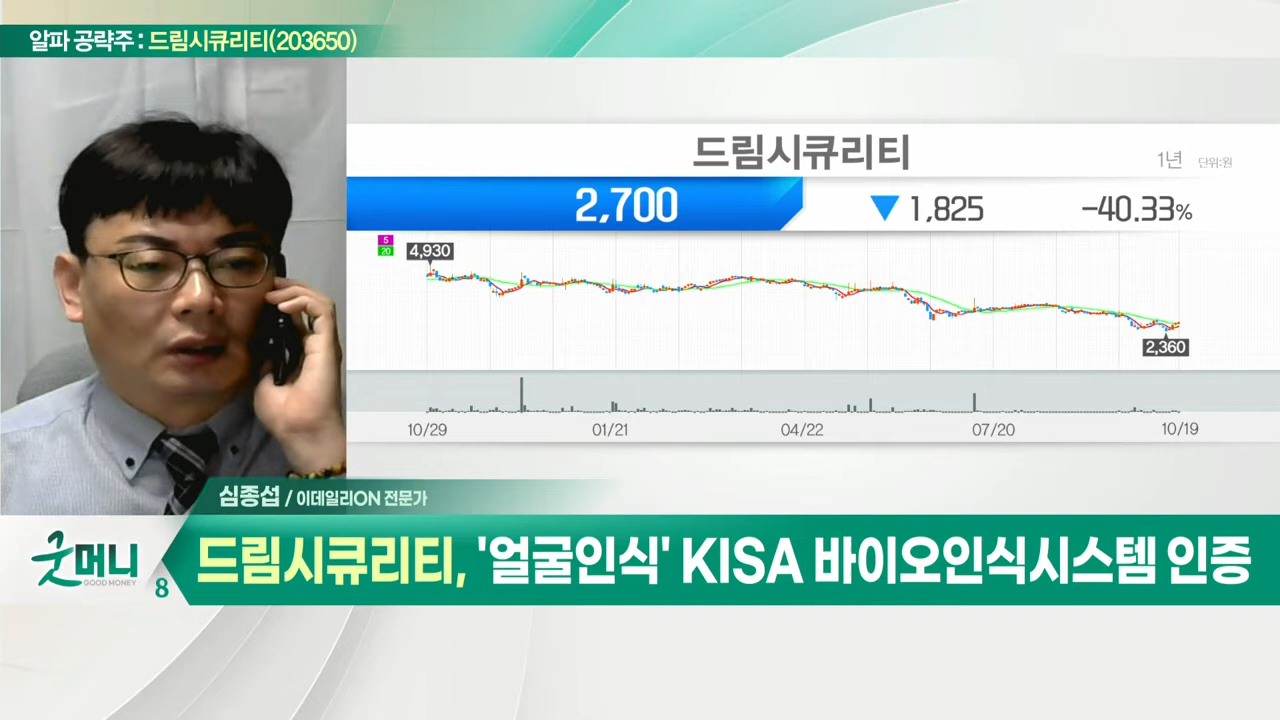 알파 공략주 : 드림시큐리티(203650)
드림시큐리티
1년 단위:원
2,700 ▼ 1,825 -40.33%
5
20
4,930
2,360
10/29 01/21 04/22 07/20 10/19
심종섭 / 이데일리ON 전문가
굿머니
GOOD MONEY
8
드림시큐리티, '얼굴인식' KISA 바이오인식시스템 인증